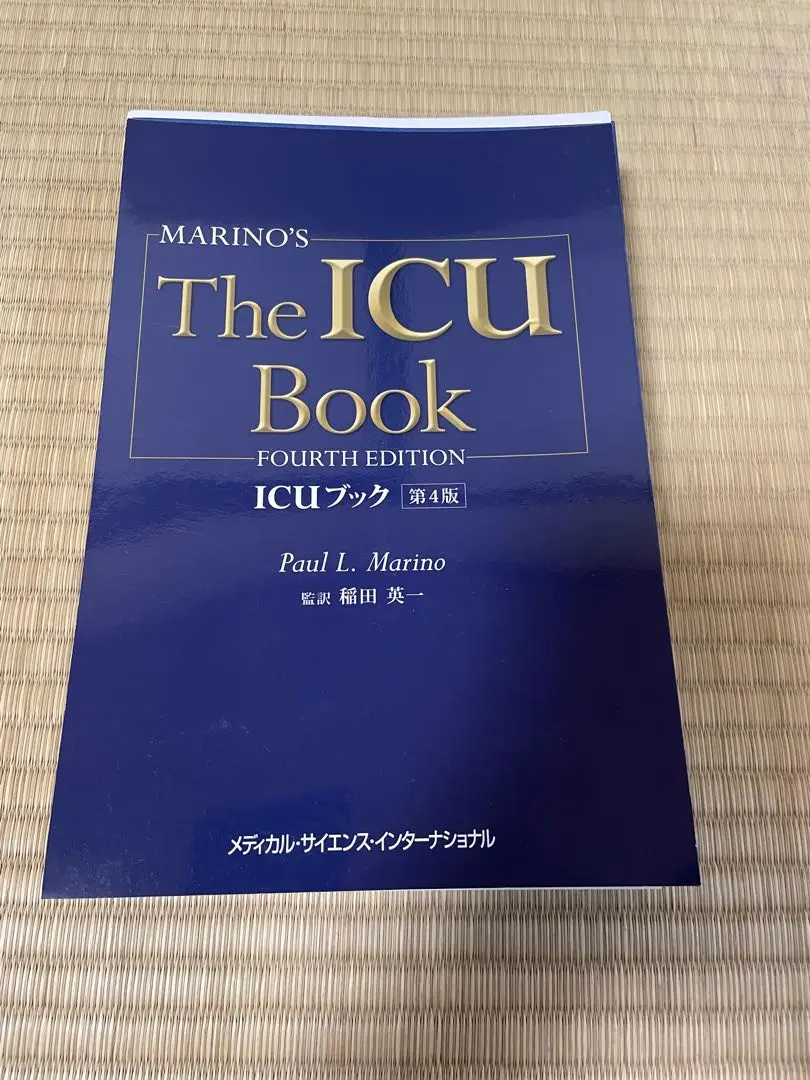 MARINO'S
The ICU
Book
FOURTH EDITION
ICUブック 第4版
Paul L. Marino
監訳 稲田 英一
メディカル・サイエンス・インターナショナル